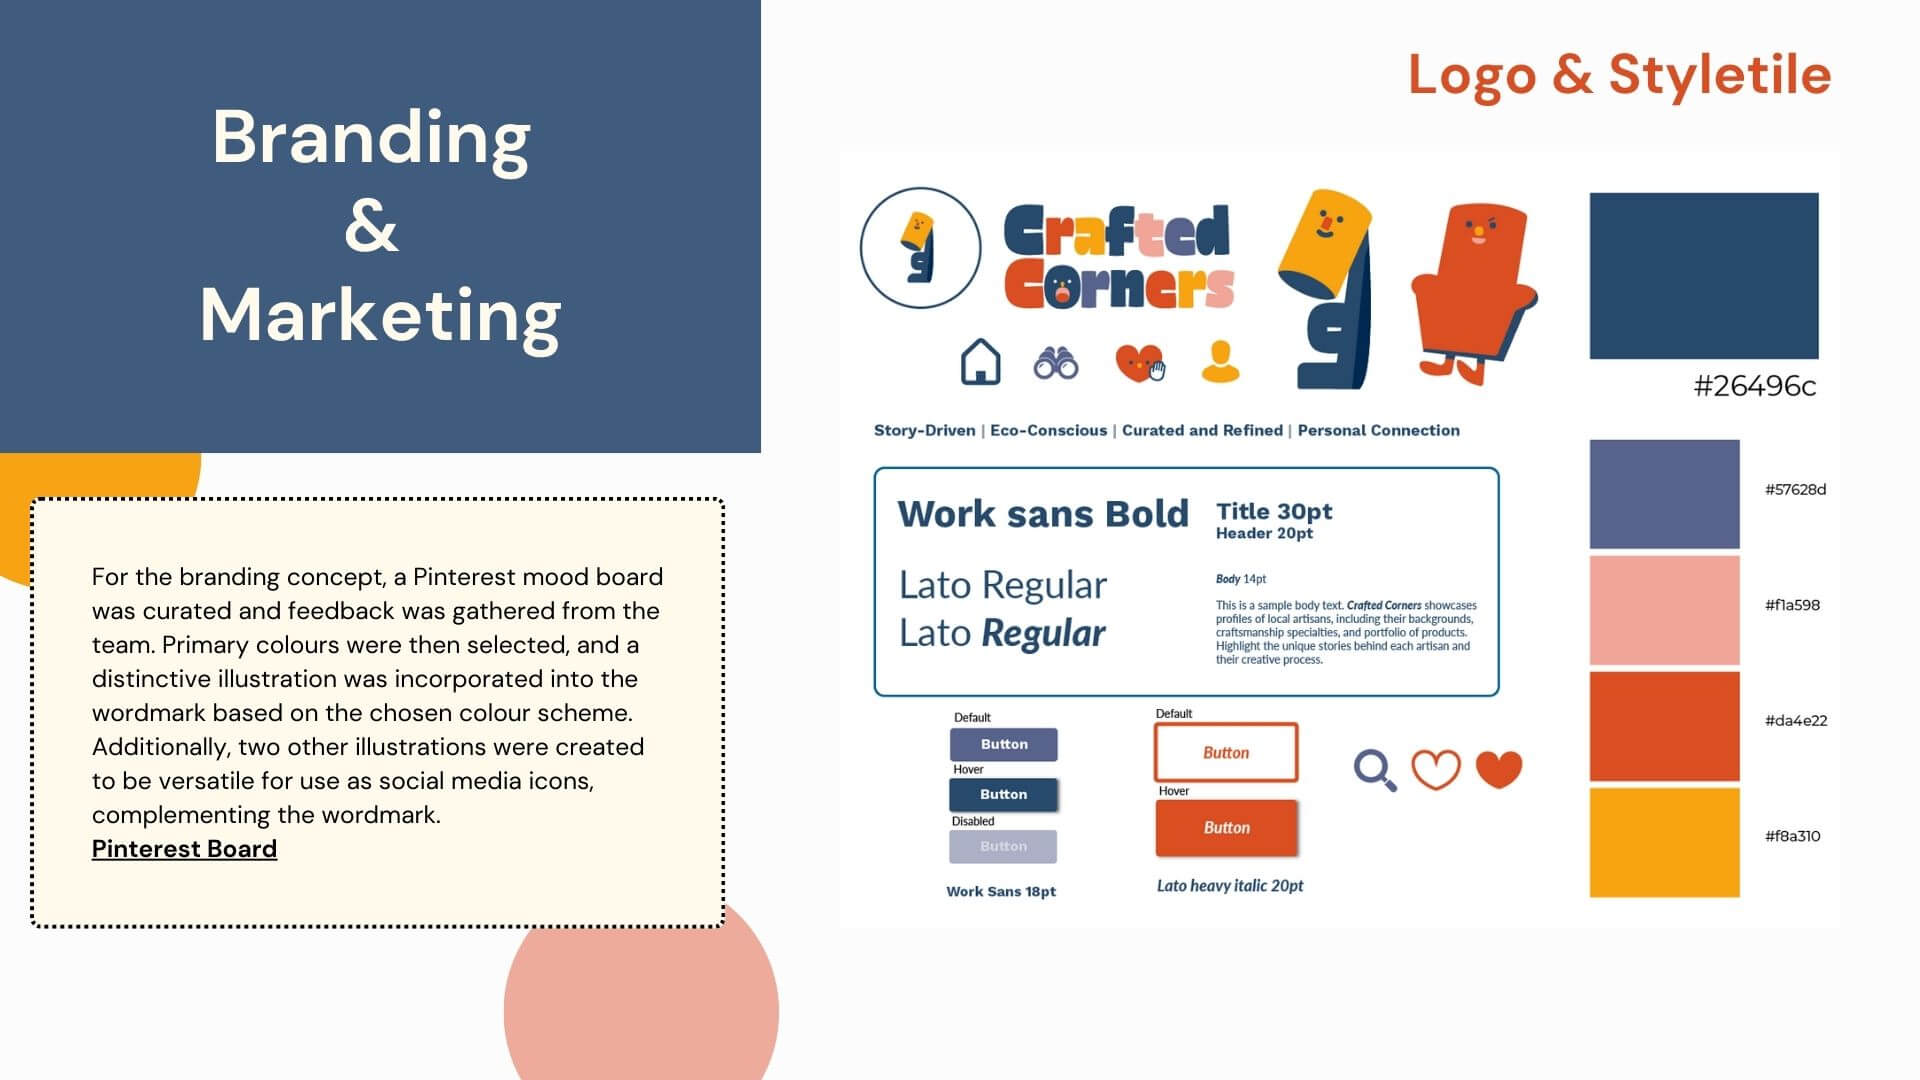 Branding
&
Marketing
For the branding concept, a Pinterest mood board
was curated and feedback was gathered from the
team. Primary colours were then selected, and a
distinctive illustration was incorporated into the
wordmark based on the chosen colour scheme.
Additionally, two other illustrations were created
to be versatile for use as social media icons,
complementing the wordmark.
Pinterest Board
Logo & Styletile
Crafted
Corners
Story-Driven | Eco-Conscious | Curated and Refined | Personal Connection
Work sans Bold
Lato Regular
Lato Regular
Title 30pt
Header 20pt
Body 14pt
This is a sample body text. Crafted Corners showcases
profiles of local artisans, including their backgrounds,
craftsmanship specialties, and portfolio of products.
Highlight the unique stories behind each artisan and
their creative process.
Default
Button
Hover
Button
Disabled
Button
Work Sans 18pt
Default
Button
Hover
Button
Lato heavy italic 20pt
#26496c
#57628d
#f1a598
#da4e22
#f8a310